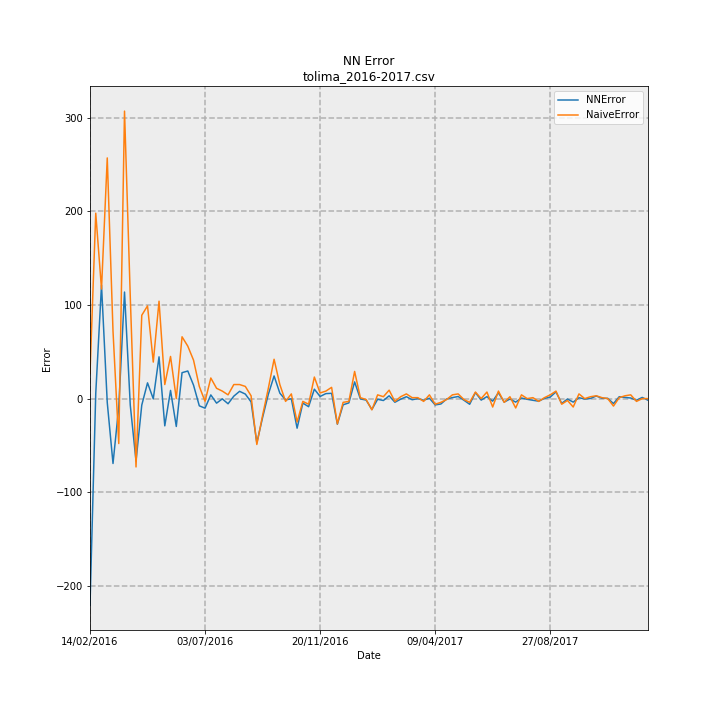 NN Error
tolima_2016-2017.csv
NNError
NaiveError
300
200
100
0
−100
−200
Error
14/02/2016
03/07/2016
20/11/2016
09/04/2017
27/08/2017
Date